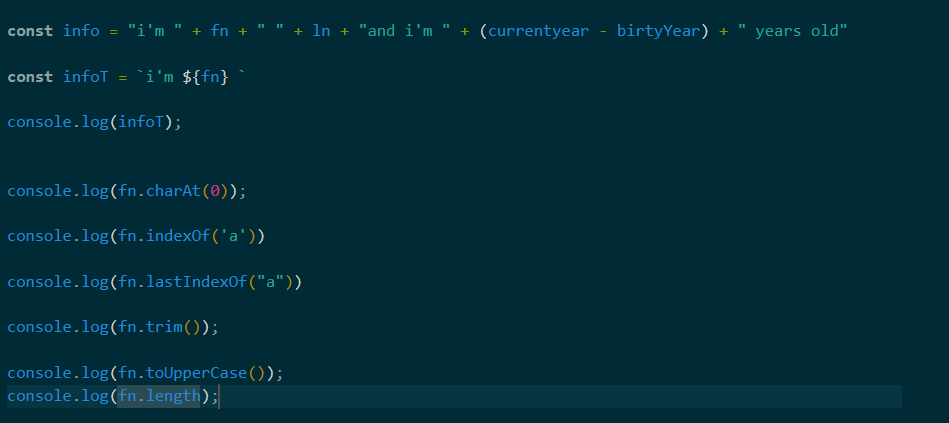 const info = "i'm " + fn + " " + ln + "and i'm " + (currentyear - birtyYear) + " years old"
const infoT = `i'm ${fn} `
console.log(infoT);
console.log(fn.charAt(0));
console.log(fn.indexOf('a'))
console.log(fn.lastIndexOf("a"))
console.log(fn.trim());
console.log(fn.toUpperCase());
console.log(fn.length);